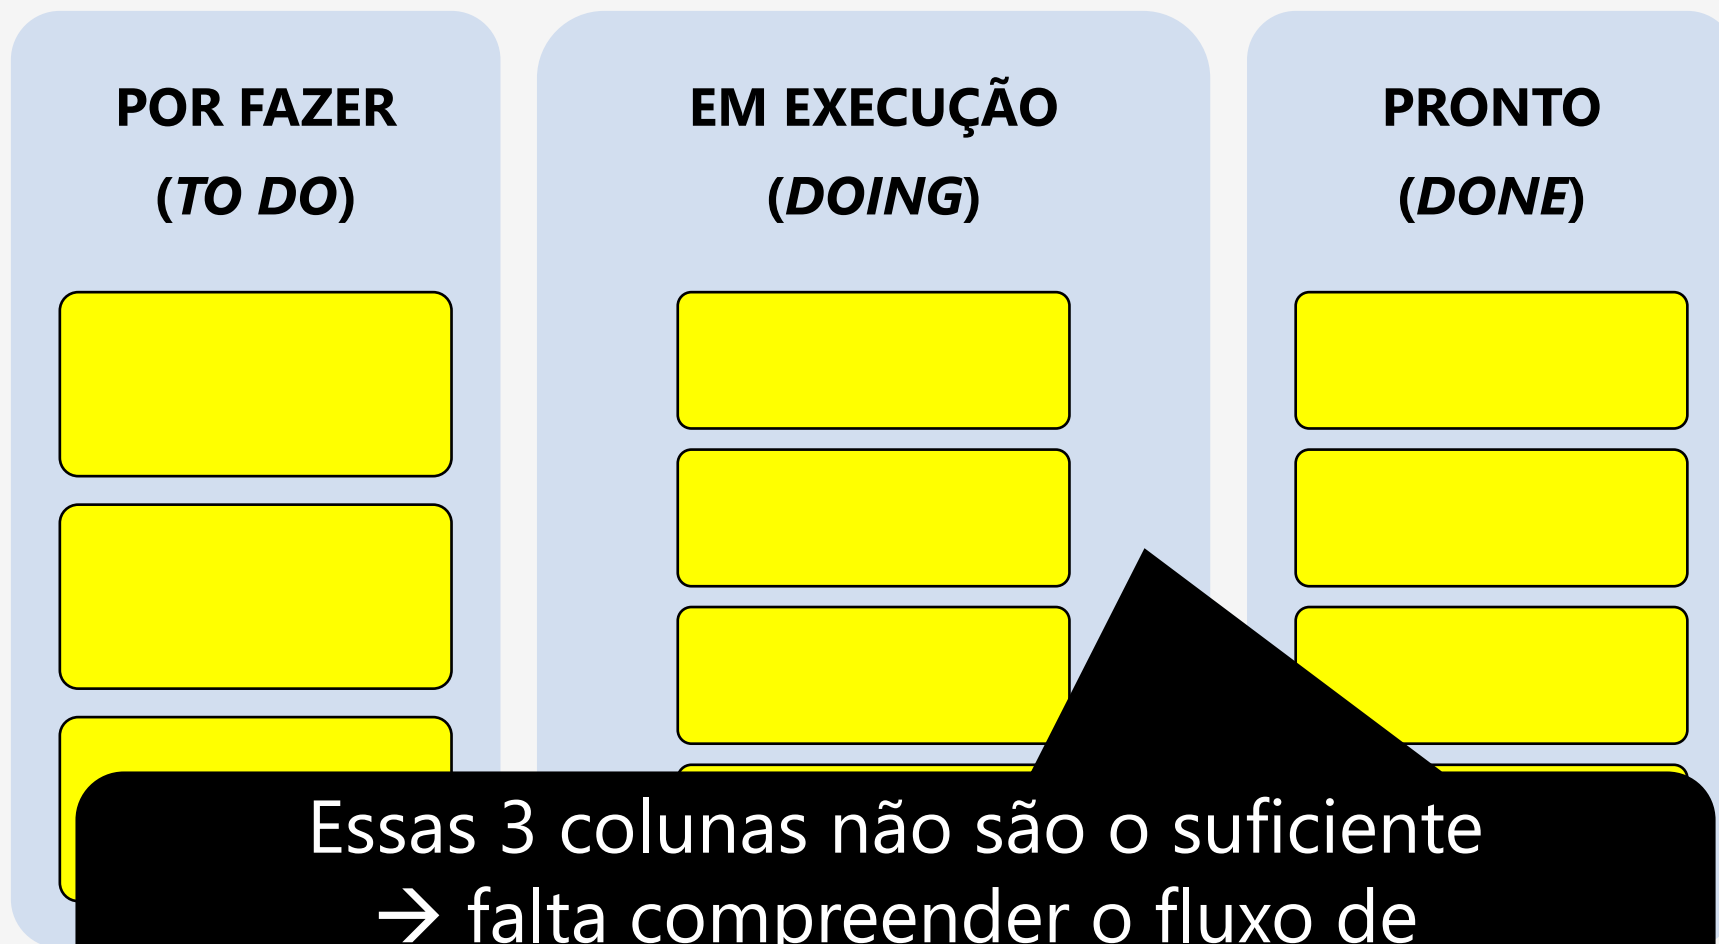 POR FAZER
(TO DO)
EM EXECUÇÃO
(DOING)
PRONTO
(DONE)
Essas 3 colunas não são o suficiente
→ falta compreender o fluxo de